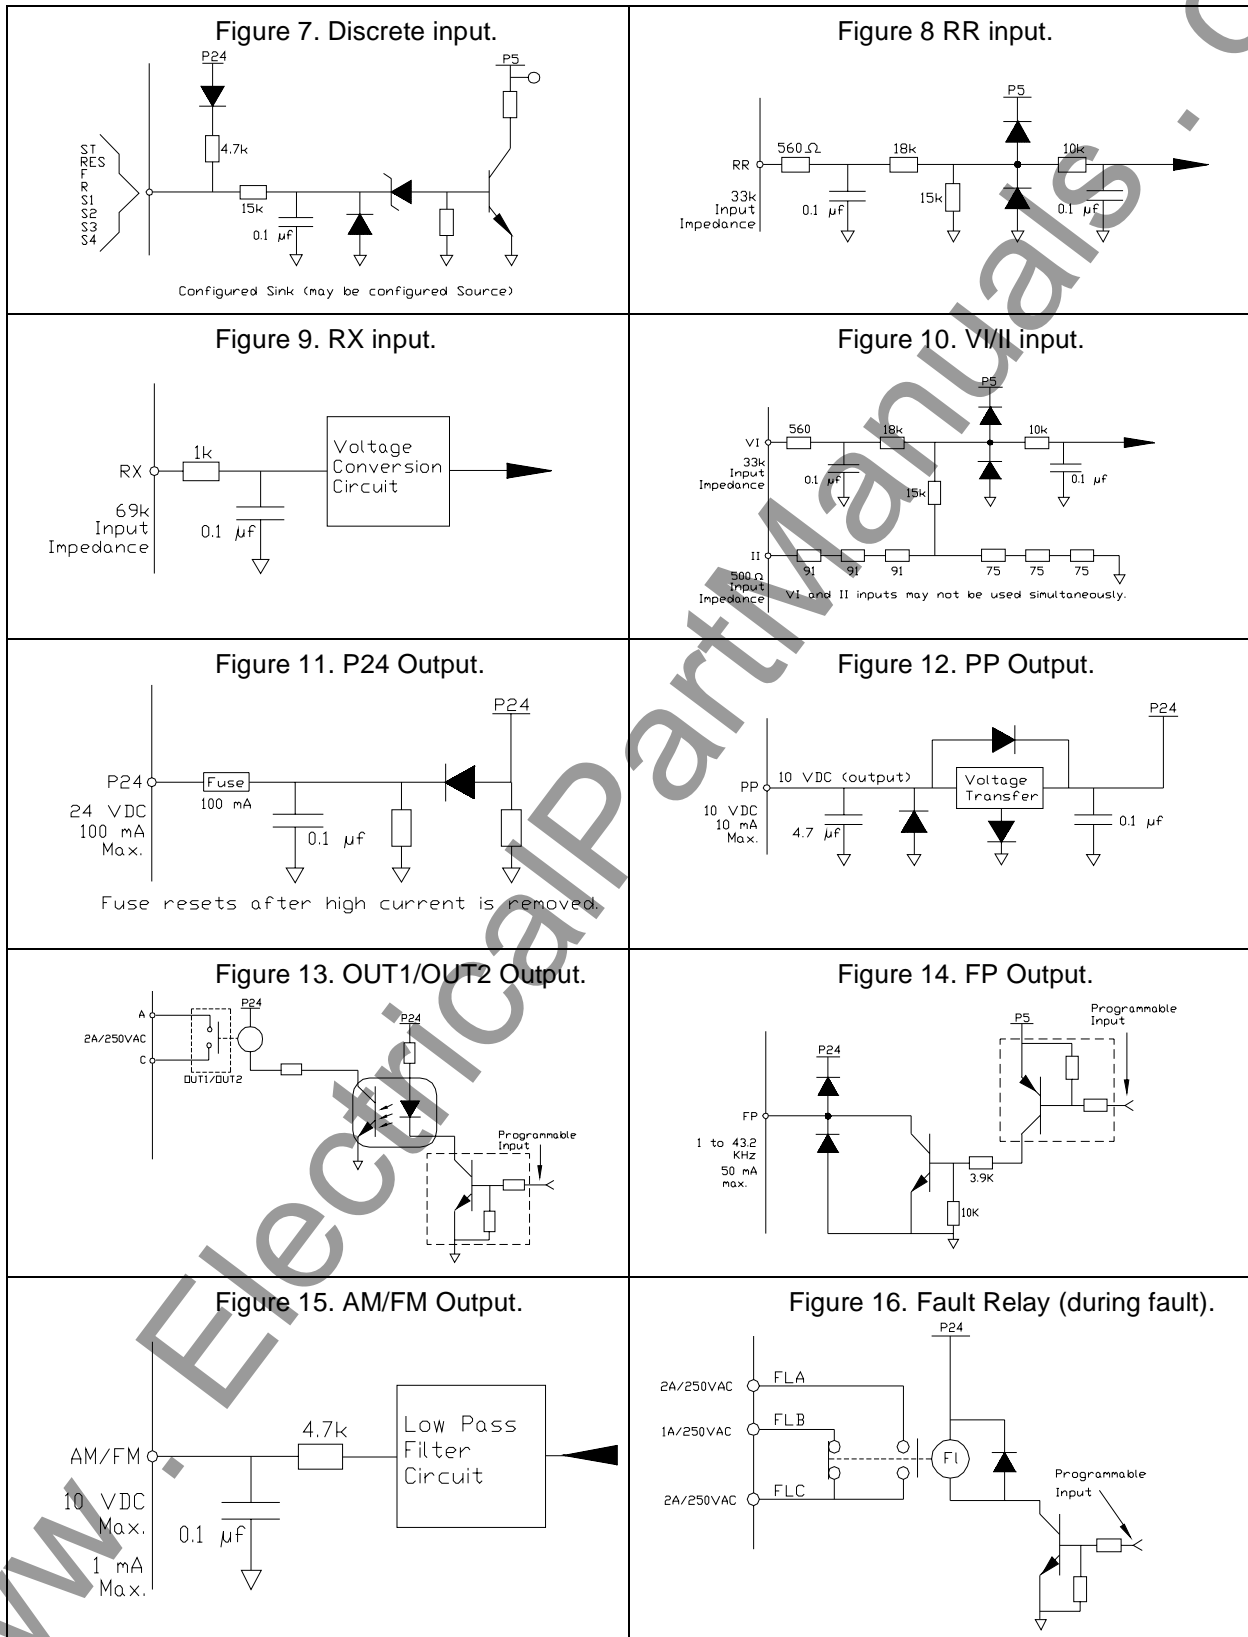 Figure 7. Discrete input.
P24
P5
4.7k
ST
RES
F
R
S1
S2
S3
S4
15k
0.1 µf
Configured Sink (may be configured Source)
Figure 8 RR input.
P5
560Ω
18k
10k
RR
33k
Input
Impedance
0.1 µf
15k
0.1 µf
Figure 9. RX input.
1k
RX
Voltage
Conversion
Circuit
69k
Input
Impedance
0.1 µf
Figure 10. VI/II input.
P5
560
18k
10k
VI
33k
Input
Impedance
0.1 µf
0.1 µf
15k
II
91
91
91
75
75
75
500Ω
Input
Impedance
VI and II inputs may not be used simultaneously.
Figure 11. P24 Output.
P24
P24
Fuse
100 mA
24 VDC
100 mA
Max.
0.1 µf
Fuse resets after high current is removed.
Figure 12. PP Output.
P24
PP
10 VDC (output)
Voltage
Transfer
10 VDC
10 mA
Max.
4.7 µf
0.1 µf
Figure 13. OUT1/OUT2 Output.
P24
A
P24
2A/250VAC
C
OUT1/OUT2
Programmable
Input
Figure 14. FP Output.
Programmable
Input
P5
P24
FP
1 to 43.2
KHz
50 mA
max.
3.9K
10K
Figure 15. AM/FM Output.
4.7k
Low Pass
Filter
Circuit
AM/FM
10 VDC
Max.
1 mA
Max.
0.1 µf
Figure 16. Fault Relay (during fault).
P24
2A/250VAC
FLA
1A/250VAC
FLB
Fl
2A/250VAC
FLC
Programmable
Input
www.ElectricalPartManuals.c